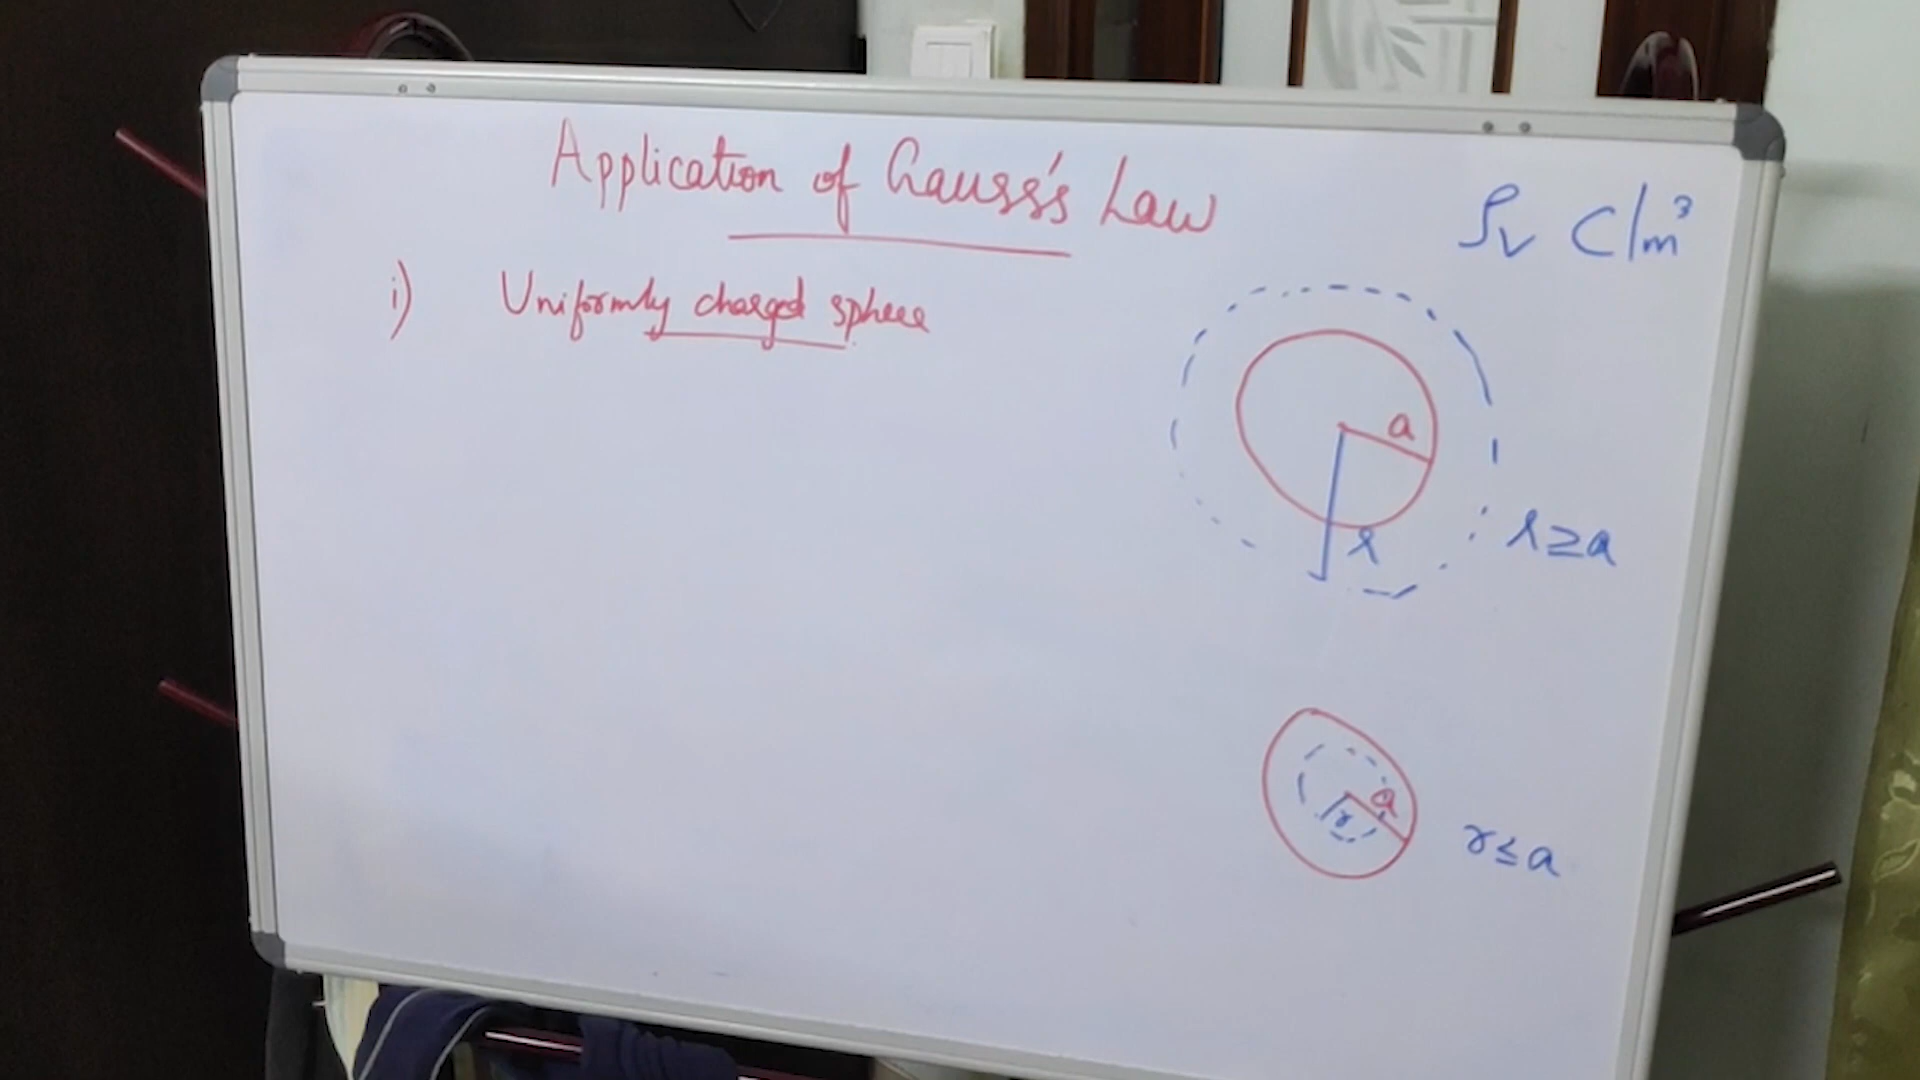 Application of Gauss's Law
ρv C/m³
i) Uniformly charged sphere
a
r
r≥a
a
r
r≤a